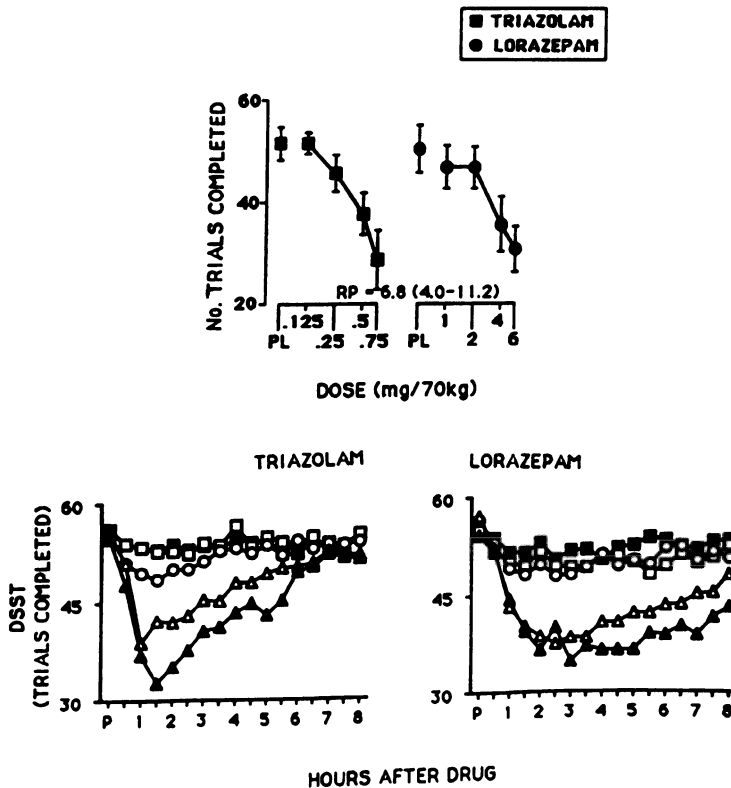 TRIAZOLAM
LORAZEPAM
No. TRIALS COMPLETED
60
40
20
RP = 6.8 (4.0-11.2)
PL .125 .25 .5 .75
PL 1 2 4 6
DOSE (mg/70kg)
TRIAZOLAM
LORAZEPAM
DSST
(TRIALS COMPLETED)
60
45
30
P 1 2 3 4 5 6 7 8
60
45
30
P 1 2 3 4 5 6 7 8
HOURS AFTER DRUG